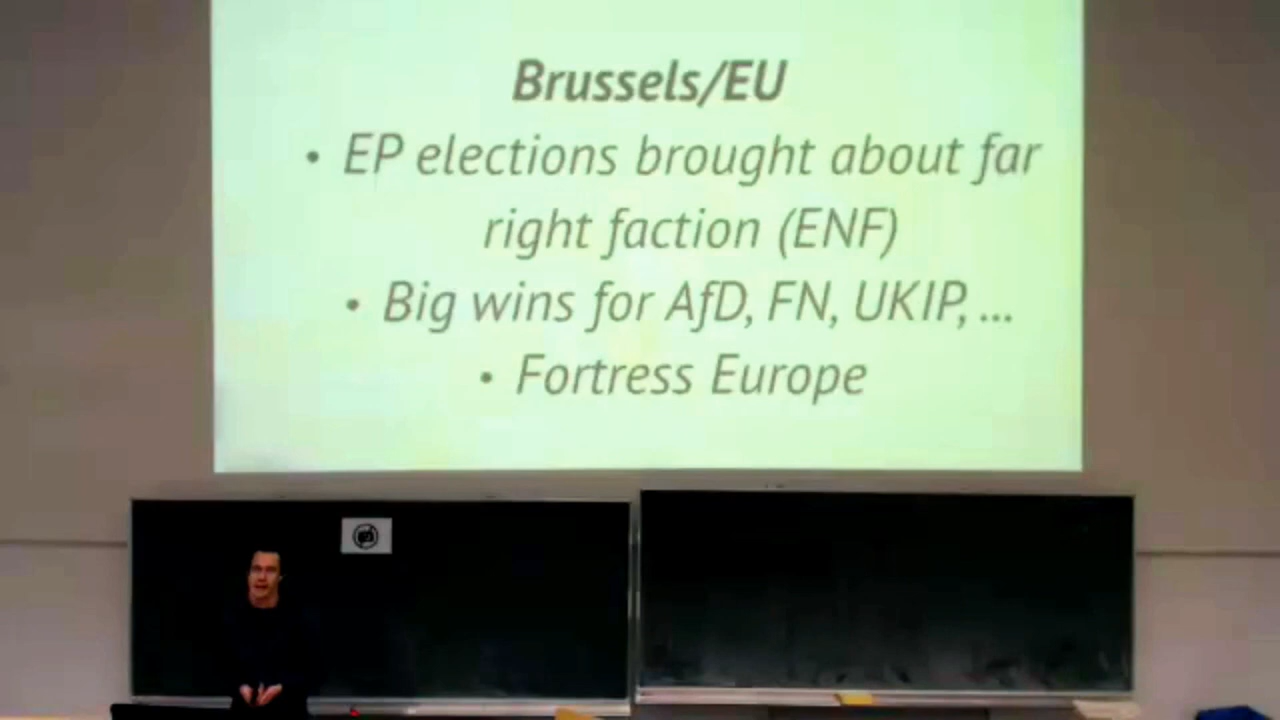 Brussels/EU
• EP elections brought about far
right faction (ENF)
• Big wins for AfD, FN, UKIP, ...
• Fortress Europe